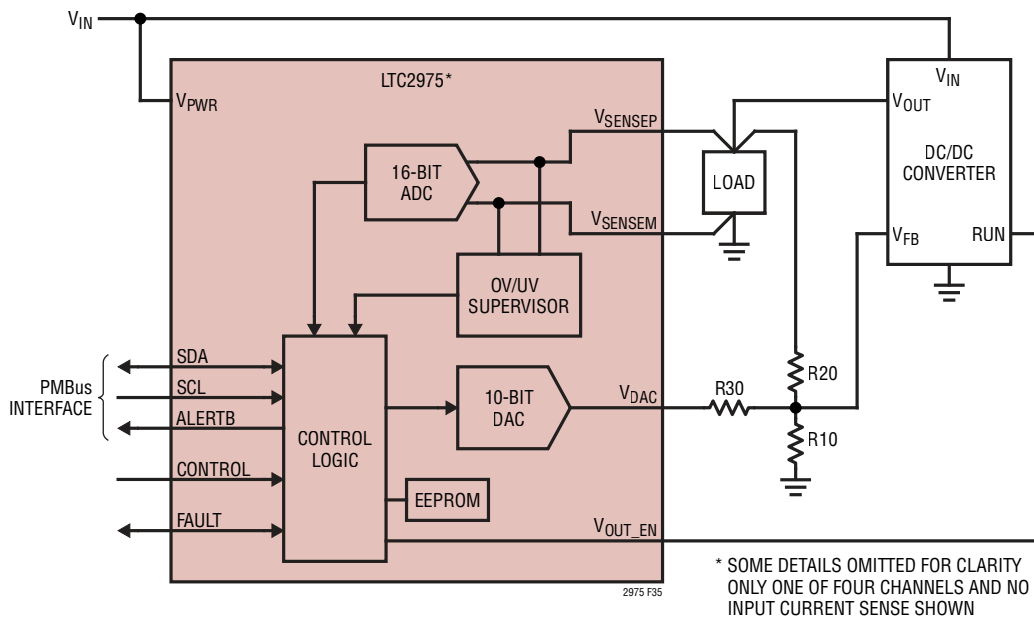 VIN
LTC2975*
VPWR
VIN
VOUT
DC/DC
CONVERTER
VFB
RUN
VSENSEP
VSENSEM
LOAD
16-BIT
ADC
OV/UV
SUPERVISOR
PMBus
INTERFACE
SDA
SCL
ALERTB
CONTROL
FAULT
CONTROL
LOGIC
10-BIT
DAC
VDAC
R30
R20
R10
EEPROM
VOUT_EN
2975 F35
* SOME DETAILS OMITTED FOR CLARITY
ONLY ONE OF FOUR CHANNELS AND NO
INPUT CURRENT SENSE SHOWN